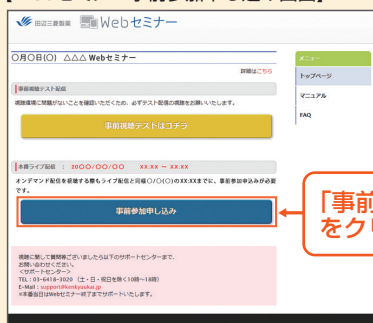 田辺三菱製薬 Webセミナー
○月○日(○) △△△ Webセミナー
詳細はこちら
メニュー
トップページ
マニュアル
FAQ
事前視聴テスト配信
視聴環境に問題がないことを確認いただくため、必ずテスト配信の視聴をお願いいたします。
事前視聴テストはコチラ
本番ライブ配信 : 20○○/○○/○○ XX:XX ~ XX:XX
オンデマンド配信を視聴する際もライブ配信と同様○/○(○)のXX:XXまでに、事前参加申込みが必要
です。
事前参加申し込み
「事前
をクリ
視聴に関して質問等ございましたら以下のサポートセンターまで、
お問い合わせください。
<サポートセンター>
TEL : 03-6418-3020 (土・日・祝日を除く10時~18時)
E-Mail : support@kenkyuukai.jp
※本番当日はWebセミナー終了までサポートいたします。